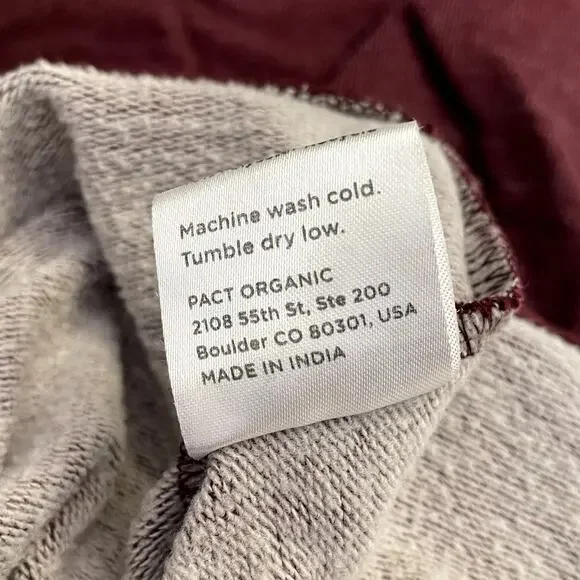 Machine wash cold.
Tumble dry low.
PACT ORGANIC
2108 55th St, Ste 200
Boulder CO 80301, USA
MADE IN INDIA